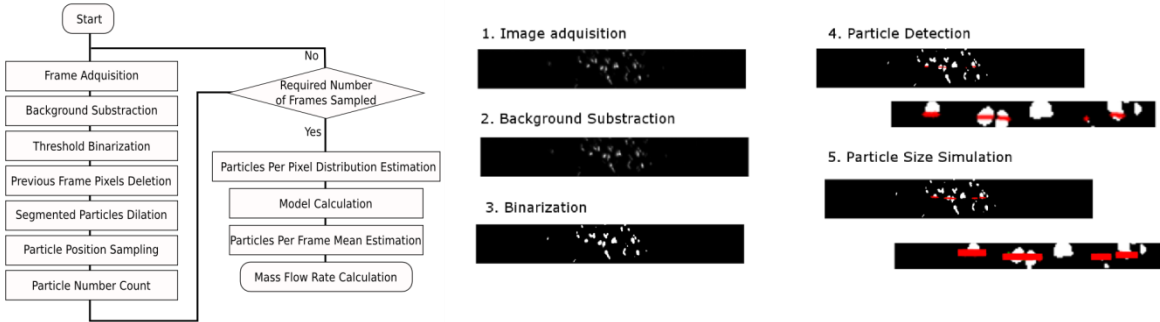 Start
Frame Adquisition
Background Substraction
Threshold Binarization
Previous Frame Pixels Deletion
Segmented Particles Dilation
Particle Position Sampling
Particle Number Count
No
Required Number
of Frames Sampled
Yes
Particles Per Pixel Distribution Estimation
Model Calculation
Particles Per Frame Mean Estimation
Mass Flow Rate Calculation
1. Image adquisition
2. Background Substraction
3. Binarization
4. Particle Detection
5. Particle Size Simulation